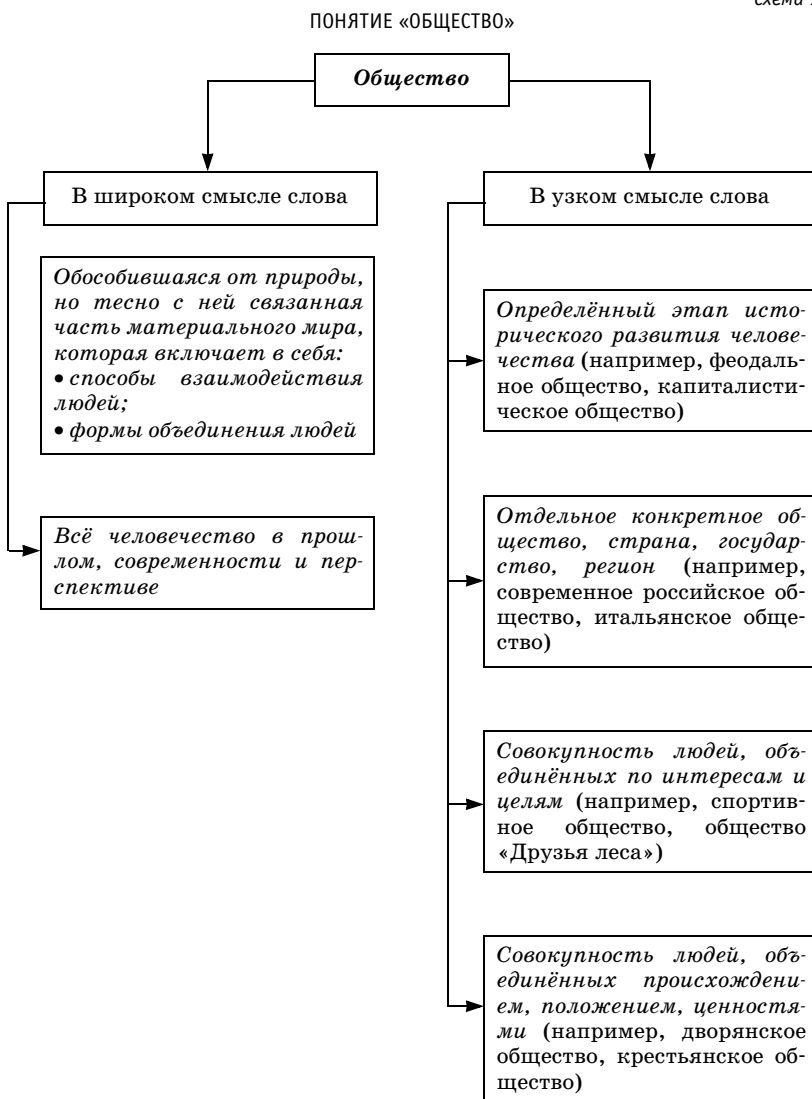 Схема
ПОНЯТИЕ «ОБЩЕСТВО»
Общество
В широком смысле слова
Обособившаяся от природы,
но тесно с ней связанная
часть материального мира,
которая включает в себя:
• способы взаимодействия
людей;
• формы объединения людей
Всё человечество в прош-
лом, современности и пер-
спективе
В узком смысле слова
Определённый этап исто-
рического развития челове-
чества (например, феодаль-
ное общество, капиталисти-
ческое общество)
Отдельное конкретное об-
щество, страна, государ-
ство, регион (например,
современное российское об-
щество, итальянское обще-
ство)
Совокупность людей, объ-
единённых по интересам и
целям (например, спортив-
ное общество, общество
«Друзья леса»)
Совокупность людей, объ-
единённых происхождени-
ем, положением, ценностя-
ми (например, дворянское
общество, крестьянское об-
щество)